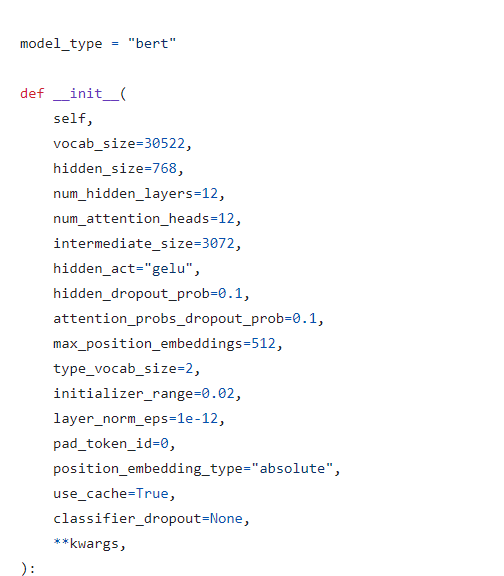 model_type = "bert"
def __init__(
self,
vocab_size=30522,
hidden_size=768,
num_hidden_layers=12,
num_attention_heads=12,
intermediate_size=3072,
hidden_act="gelu",
hidden_dropout_prob=0.1,
attention_probs_dropout_prob=0.1,
max_position_embeddings=512,
type_vocab_size=2,
initializer_range=0.02,
layer_norm_eps=1e-12,
pad_token_id=0,
position_embedding_type="absolute",
use_cache=True,
classifier_dropout=None,
**kwargs,
):